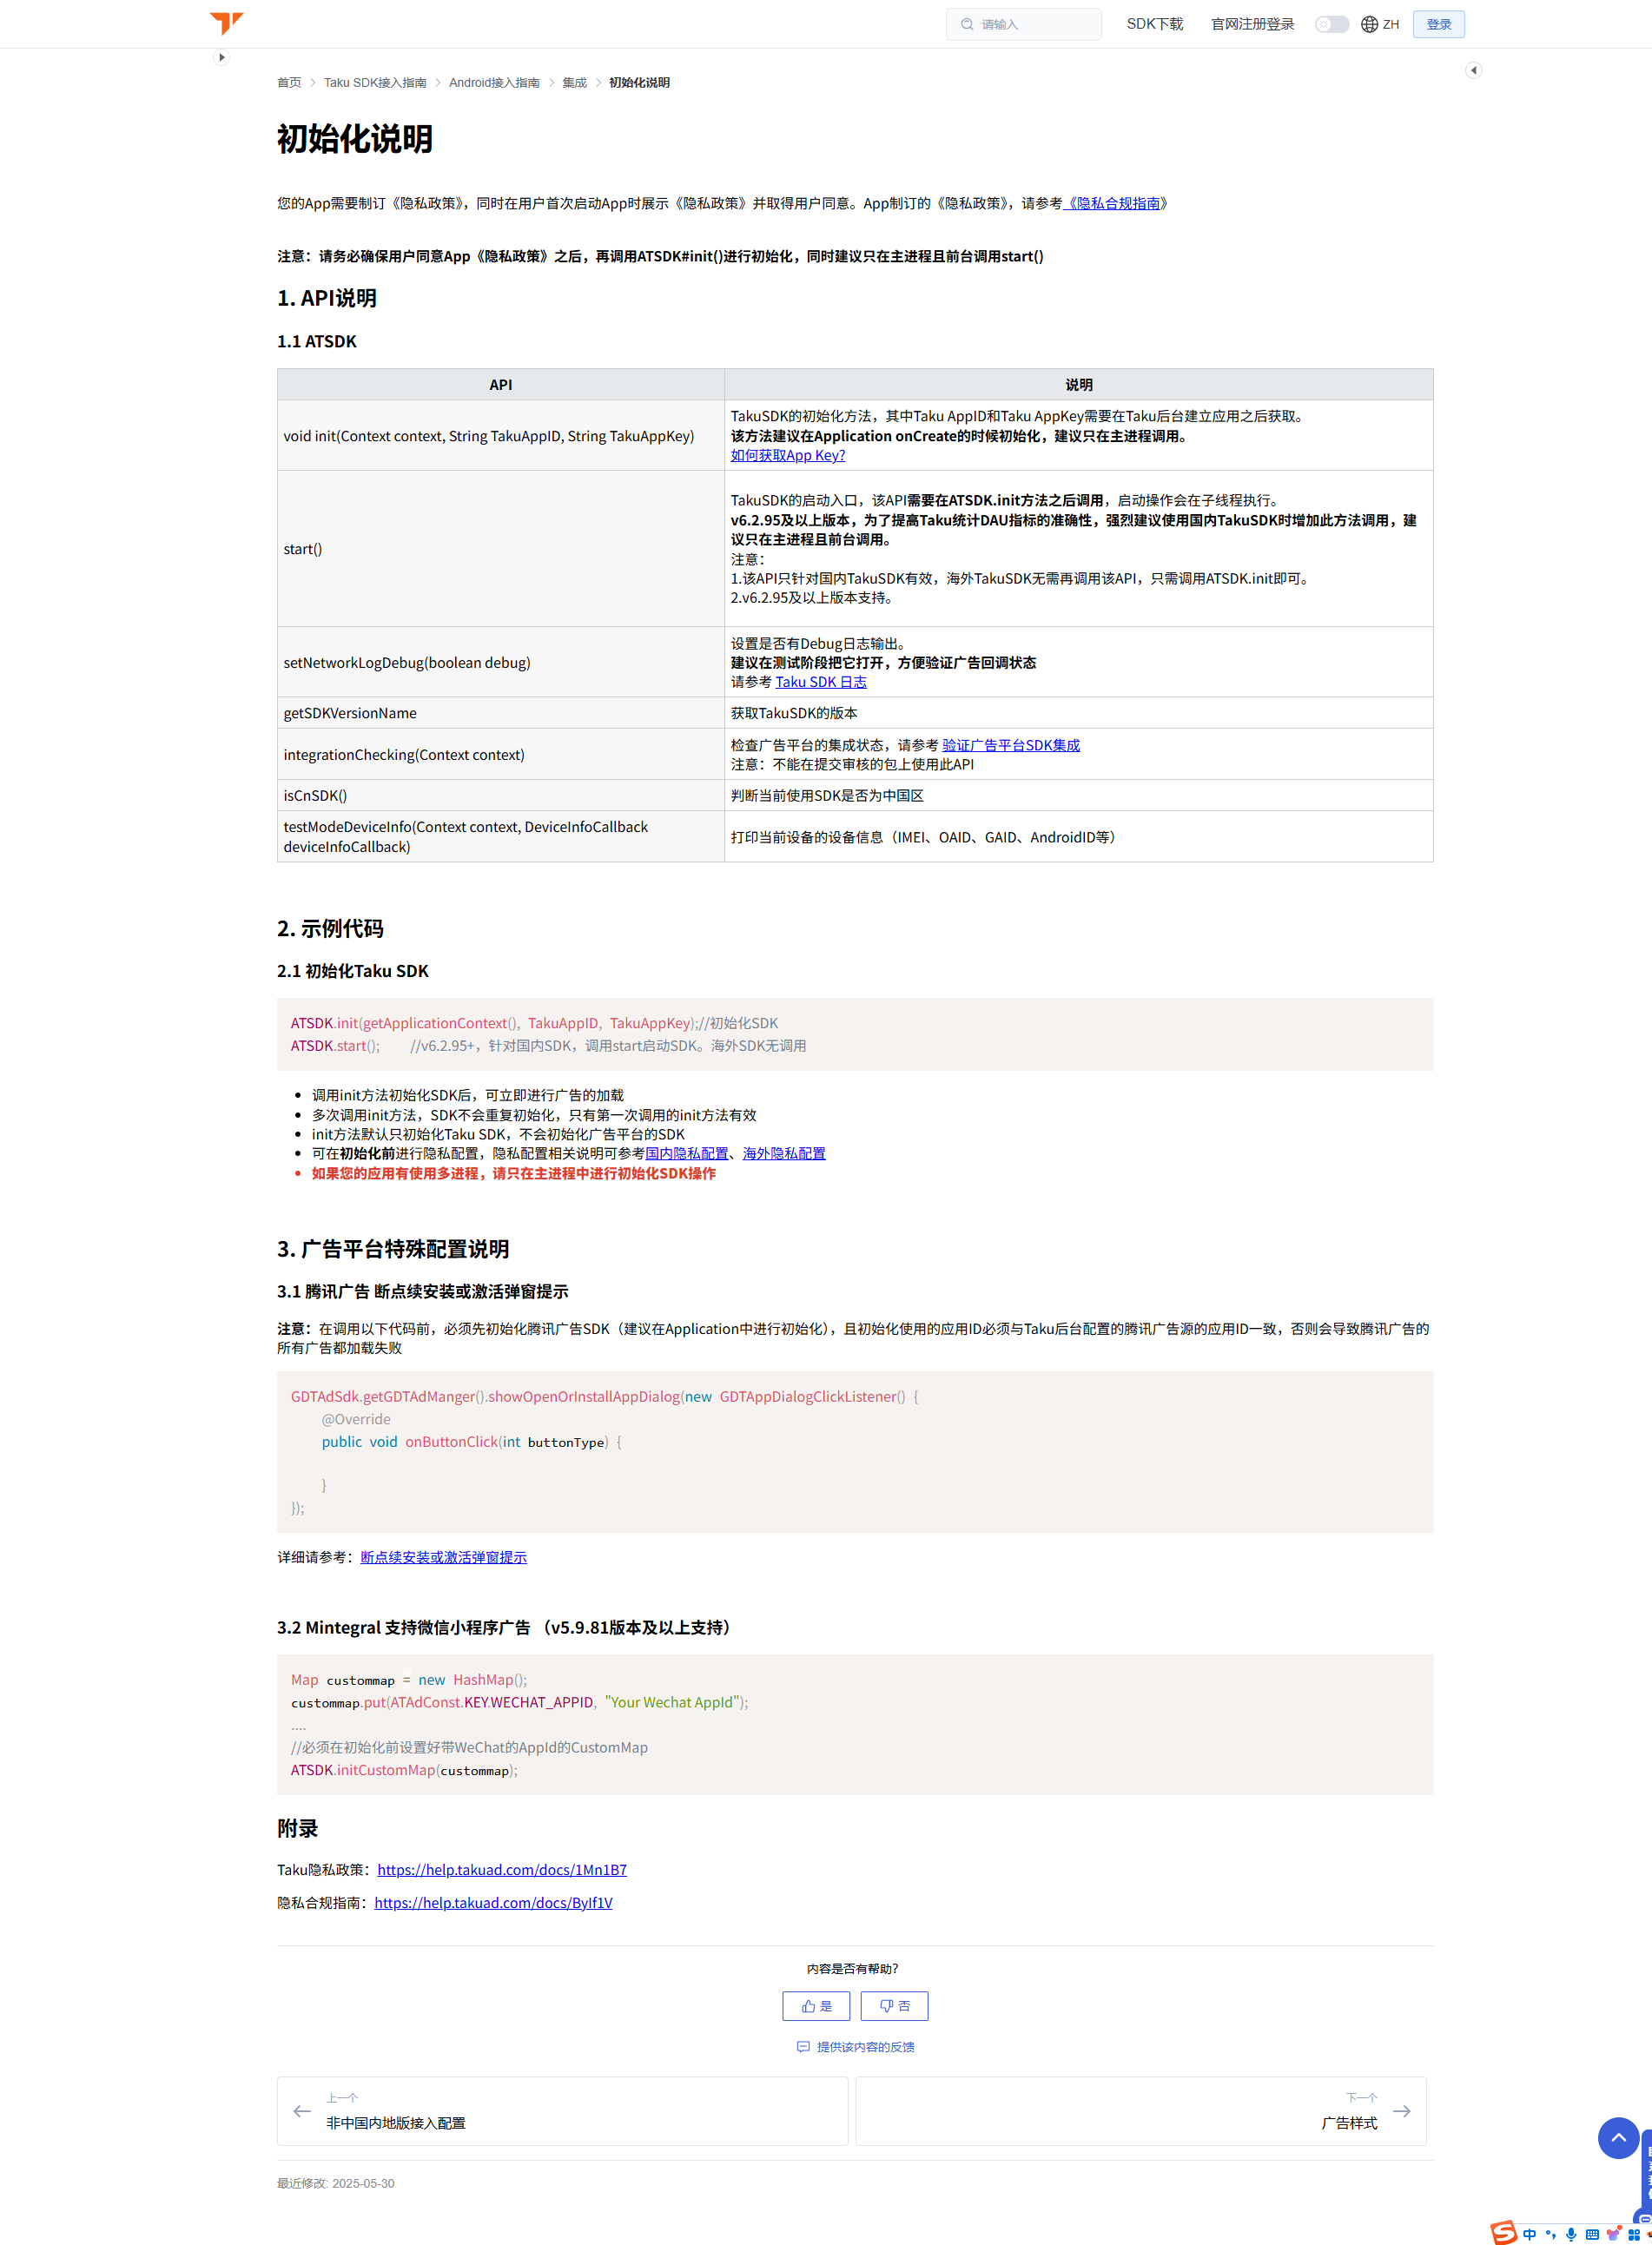 请输入
SDK下载
官网注册登录
ZH
登录
首页 > Taku SDK接入指南 > Android接入指南 > 集成 > 初始化说明
初始化说明
您的App需要制订《隐私政策》，同时在用户首次启动App时展示《隐私政策》并取得用户同意。App制订的《隐私政策》，请参考《隐私合规指南》
注意：请务必确保用户同意App《隐私政策》之后，再调用ATSDK#init()进行初始化，同时建议只在主进程且前台调用start()
1. API说明
1.1 ATSDK
API
说明
void init(Context context, String TakuAppID, String TakuAppKey)
TakuSDK的初始化方法，其中Taku AppID和Taku AppKey需要在Taku后台建立应用之后获取。
该方法建议在Application onCreate的时候初始化，建议只在主进程调用。
如何获取App Key?
start()
TakuSDK的启动入口，该API需要在ATSDK.init方法之后调用，启动操作会在子线程执行。
v6.2.95及以上版本，为了提高Taku统计DAU指标的准确性，强烈建议使用国内TakuSDK时增加此方法调用，建
议只在主进程且前台调用。
注意：
1.该API只针对国内TakuSDK有效，海外TakuSDK无需再调用该API，只需调用ATSDK.init即可。
2.v6.2.95及以上版本支持。
setNetworkLogDebug(boolean debug)
设置是否有Debug日志输出。
建议在测试阶段把它打开，方便验证广告回调状态
请参考 Taku SDK 日志
getSDKVersionName
获取TakuSDK的版本
integrationChecking(Context context)
检查广告平台的集成状态，请参考 验证广告平台SDK集成
注意：不能在提交审核的包上使用此API
isCnSDK()
判断当前使用SDK是否为中国区
testModeDeviceInfo(Context context, DeviceInfoCallback
deviceInfoCallback)
打印当前设备的设备信息（IMEI、OAID、GAID、AndroidID等）
2. 示例代码
2.1 初始化Taku SDK
ATSDK.init(getApplicationContext(), TakuAppID, TakuAppKey);//初始化SDK
ATSDK.start();    //v6.2.95+，针对国内SDK，调用start启动SDK。海外SDK无调用
• 调用init方法初始化SDK后，可立即进行广告的加载
• 多次调用init方法，SDK不会重复初始化，只有第一次调用的init方法有效
• init方法默认只初始化Taku SDK，不会初始化广告平台的SDK
• 可在初始化前进行隐私配置，隐私配置相关说明可参考国内隐私配置、海外隐私配置
• 如果您的应用有使用多进程，请只在主进程中进行初始化SDK操作
3. 广告平台特殊配置说明
3.1 腾讯广告 断点续安装或激活弹窗提示
注意：在调用以下代码前，必须先初始化腾讯广告SDK（建议在Application中进行初始化），且初始化使用的应用ID必须与Taku后台配置的腾讯广告源的应用ID一致，否则会导致腾讯广告的
所有广告都加载失败
GDTAdSdk.getGDTAdManger().showOpenOrInstallAppDialog(new GDTAppDialogClickListener() {
@Override
public void onButtonClick(int buttonType) {
}
});
详细请参考：断点续安装或激活弹窗提示
3.2 Mintegral 支持微信小程序广告 （v5.9.81版本及以上支持）
Map custommap = new HashMap();
custommap.put(ATAdConst.KEY.WECHAT_APPID, "Your Wechat AppId");
....
//必须在初始化前设置好带WeChat的AppId的CustomMap
ATSDK.initCustomMap(custommap);
附录
Taku隐私政策：https://help.takuad.com/docs/1Mn1B7
隐私合规指南：https://help.takuad.com/docs/ByIf1V
内容是否有帮助？
是
否
提供该内容的反馈
上一个
非中国内地版接入配置
下一个
广告样式
最近修改: 2025-05-30
中